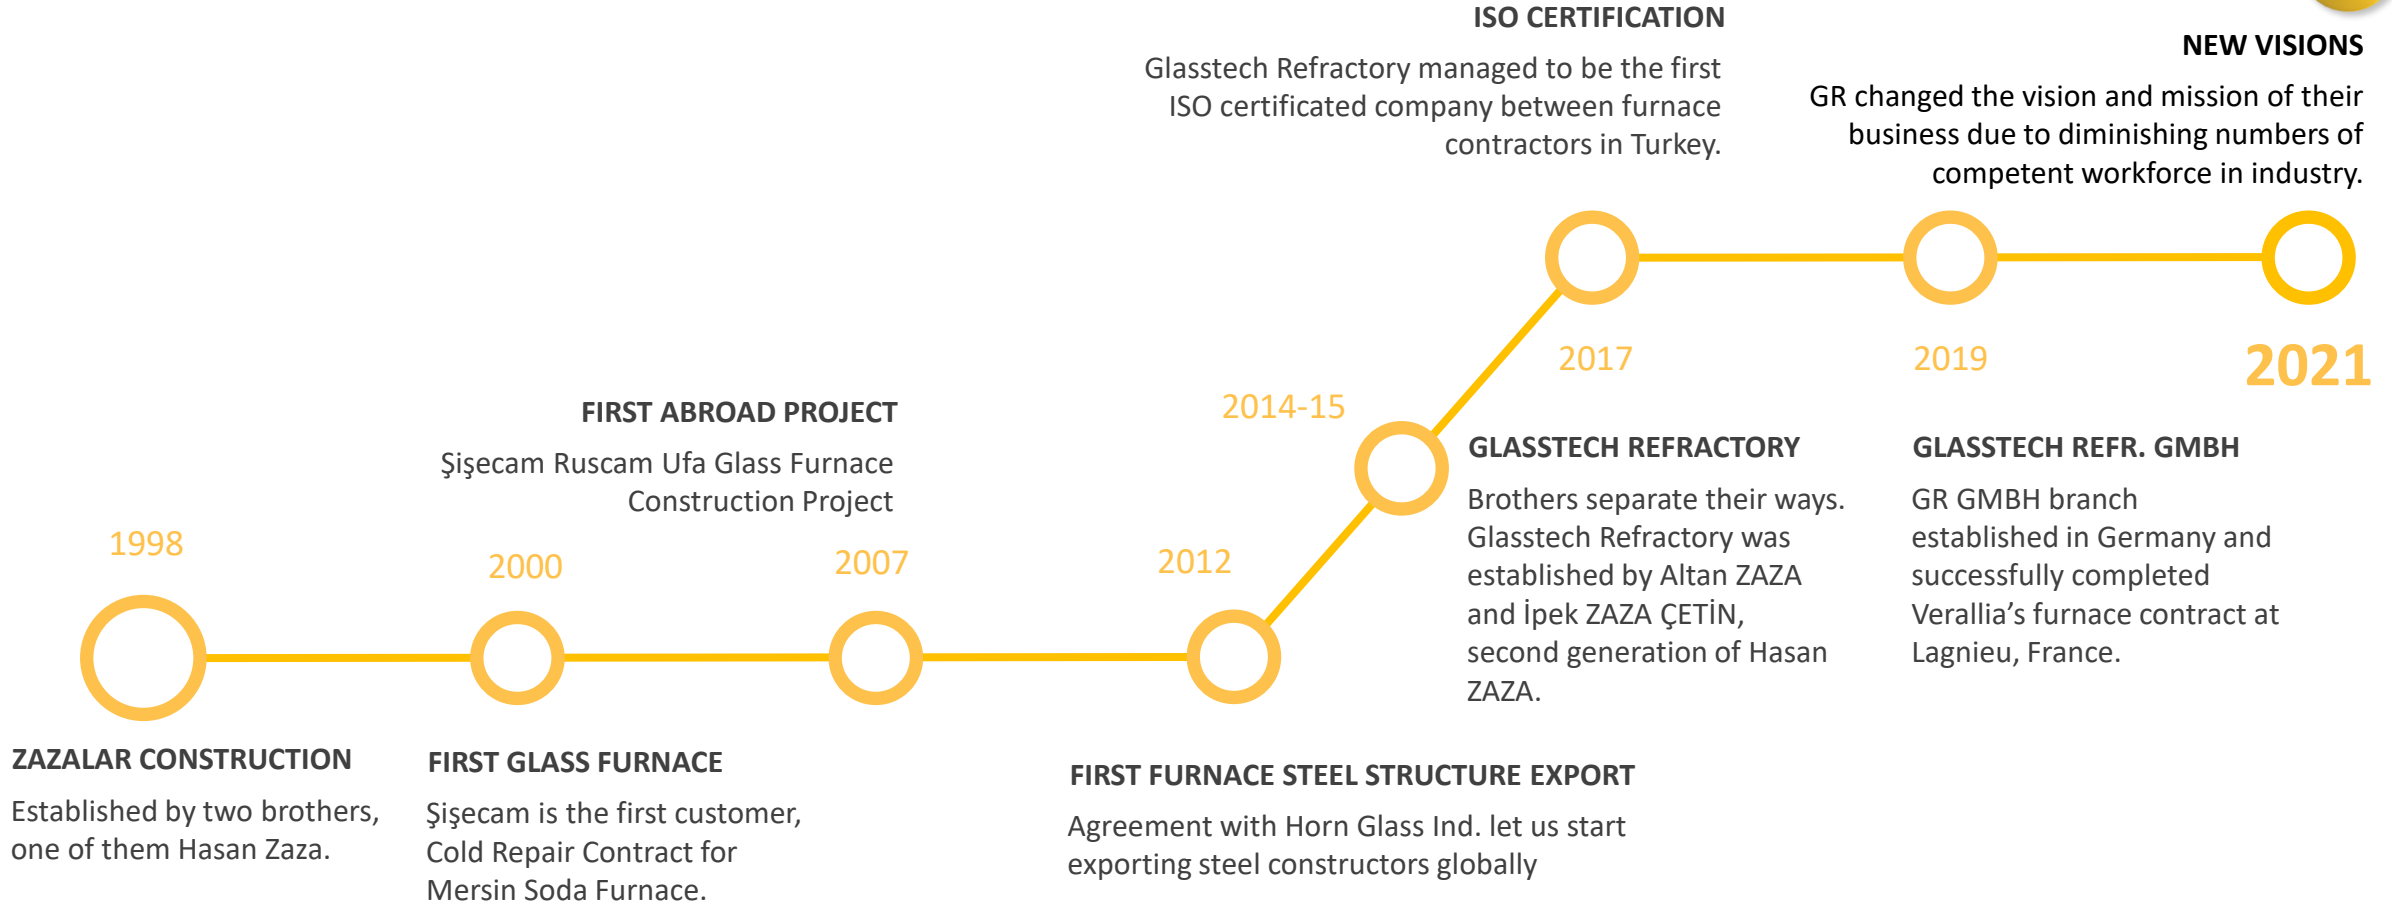 ISO CERTIFICATION
Glasstech Refractory managed to be the first
ISO certificated company between furnace
contractors in Turkey.
NEW VISIONS
GR changed the vision and mission of their
business due to diminishing numbers of
competent workforce in industry.
2017
2019
2021
2014-15
FIRST ABROAD PROJECT
Şişecam Ruscam Ufa Glass Furnace
Construction Project
GLASSTECH REFRACTORY
Brothers separate their ways.
Glasstech Refractory was
established by Altan ZAZA
and İpek ZAZA ÇETİN,
second generation of Hasan
ZAZA.
GLASSTECH REFR. GMBH
GR GMBH branch
established in Germany and
successfully completed
Verallia’s furnace contract at
Lagnieu, France.
1998
2000
2007
2012
ZAZALAR CONSTRUCTION
Established by two brothers,
one of them Hasan Zaza.
FIRST GLASS FURNACE
Şişecam is the first customer,
Cold Repair Contract for
Mersin Soda Furnace.
FIRST FURNACE STEEL STRUCTURE EXPORT
Agreement with Horn Glass Ind. let us start
exporting steel constructors globally